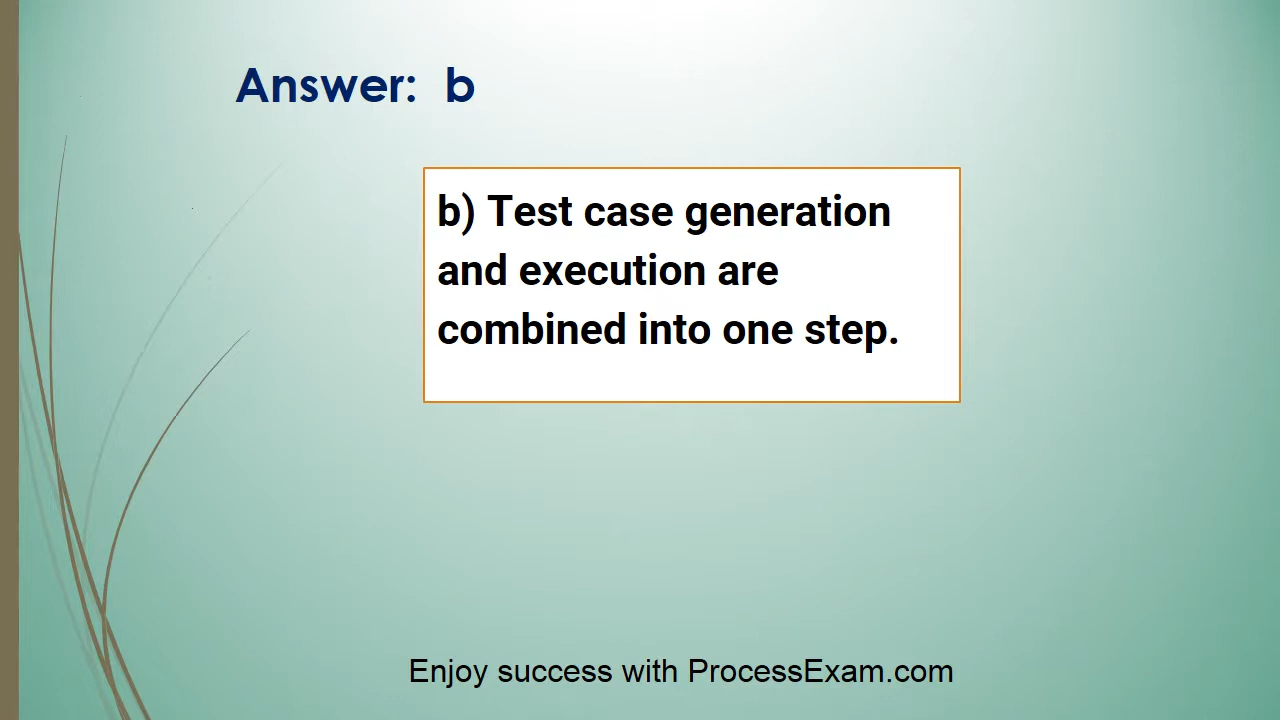 Answer: b
b) Test case generation
and execution are
combined into one step.
Enjoy success with ProcessExam.com